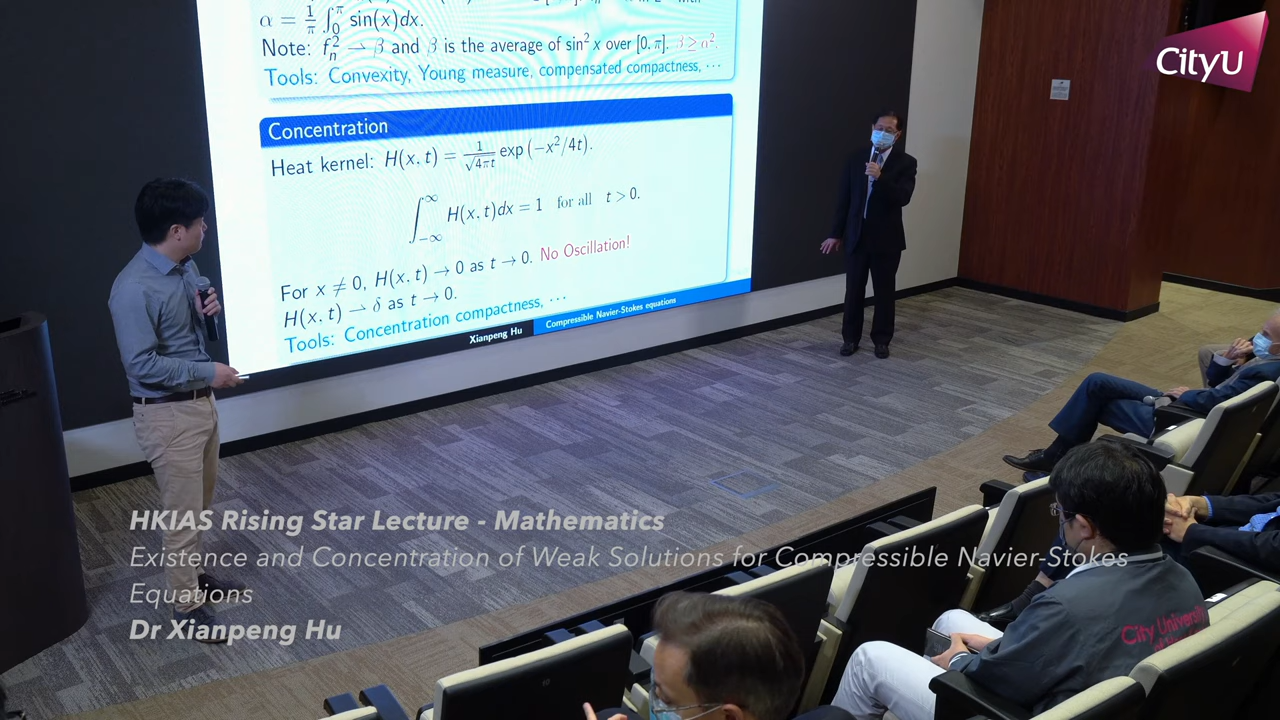 α = 1/π ∫₀^π sin(x)dx.
Note: fₙ² ⇀ β and β is the average of sin² x over [0, π]. β ≥ α².
Tools: Convexity, Young measure, compensated compactness, ···
Concentration
Heat kernel: H(x, t) = 1/√4πt exp (−x²/4t).
∫_{−∞}^{∞} H(x, t)dx = 1 for all t > 0.
For x ≠ 0, H(x, t) → 0 as t → 0. No Oscillation!
H(x, t) ⇀ δ as t → 0.
Tools: Concentration compactness, ···
Xianpeng Hu Compressible Navier-Stokes equations
CityU
HKIAS Rising Star Lecture - Mathematics
Existence and Concentration of Weak Solutions for Compressible Navier-Stokes
Equations
Dr Xianpeng Hu
City University